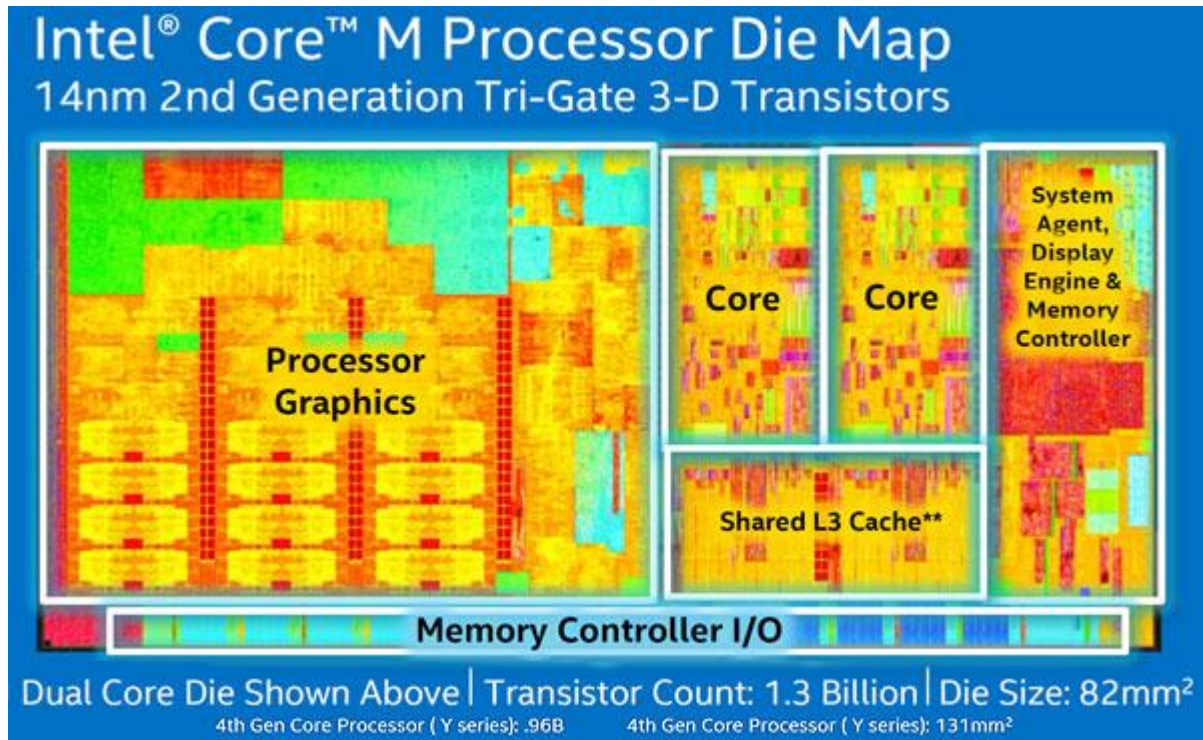 Intel® Core™ M Processor Die Map
14nm 2nd Generation Tri-Gate 3-D Transistors
Processor
Graphics
Core
Core
System
Agent,
Display
Engine &
Memory
Controller
Shared L3 Cache**
Memory Controller I/O
Dual Core Die Shown Above | Transistor Count: 1.3 Billion | Die Size: 82mm²
4th Gen Core Processor ( Y series): .96B 4th Gen Core Processor ( Y series): 131mm²